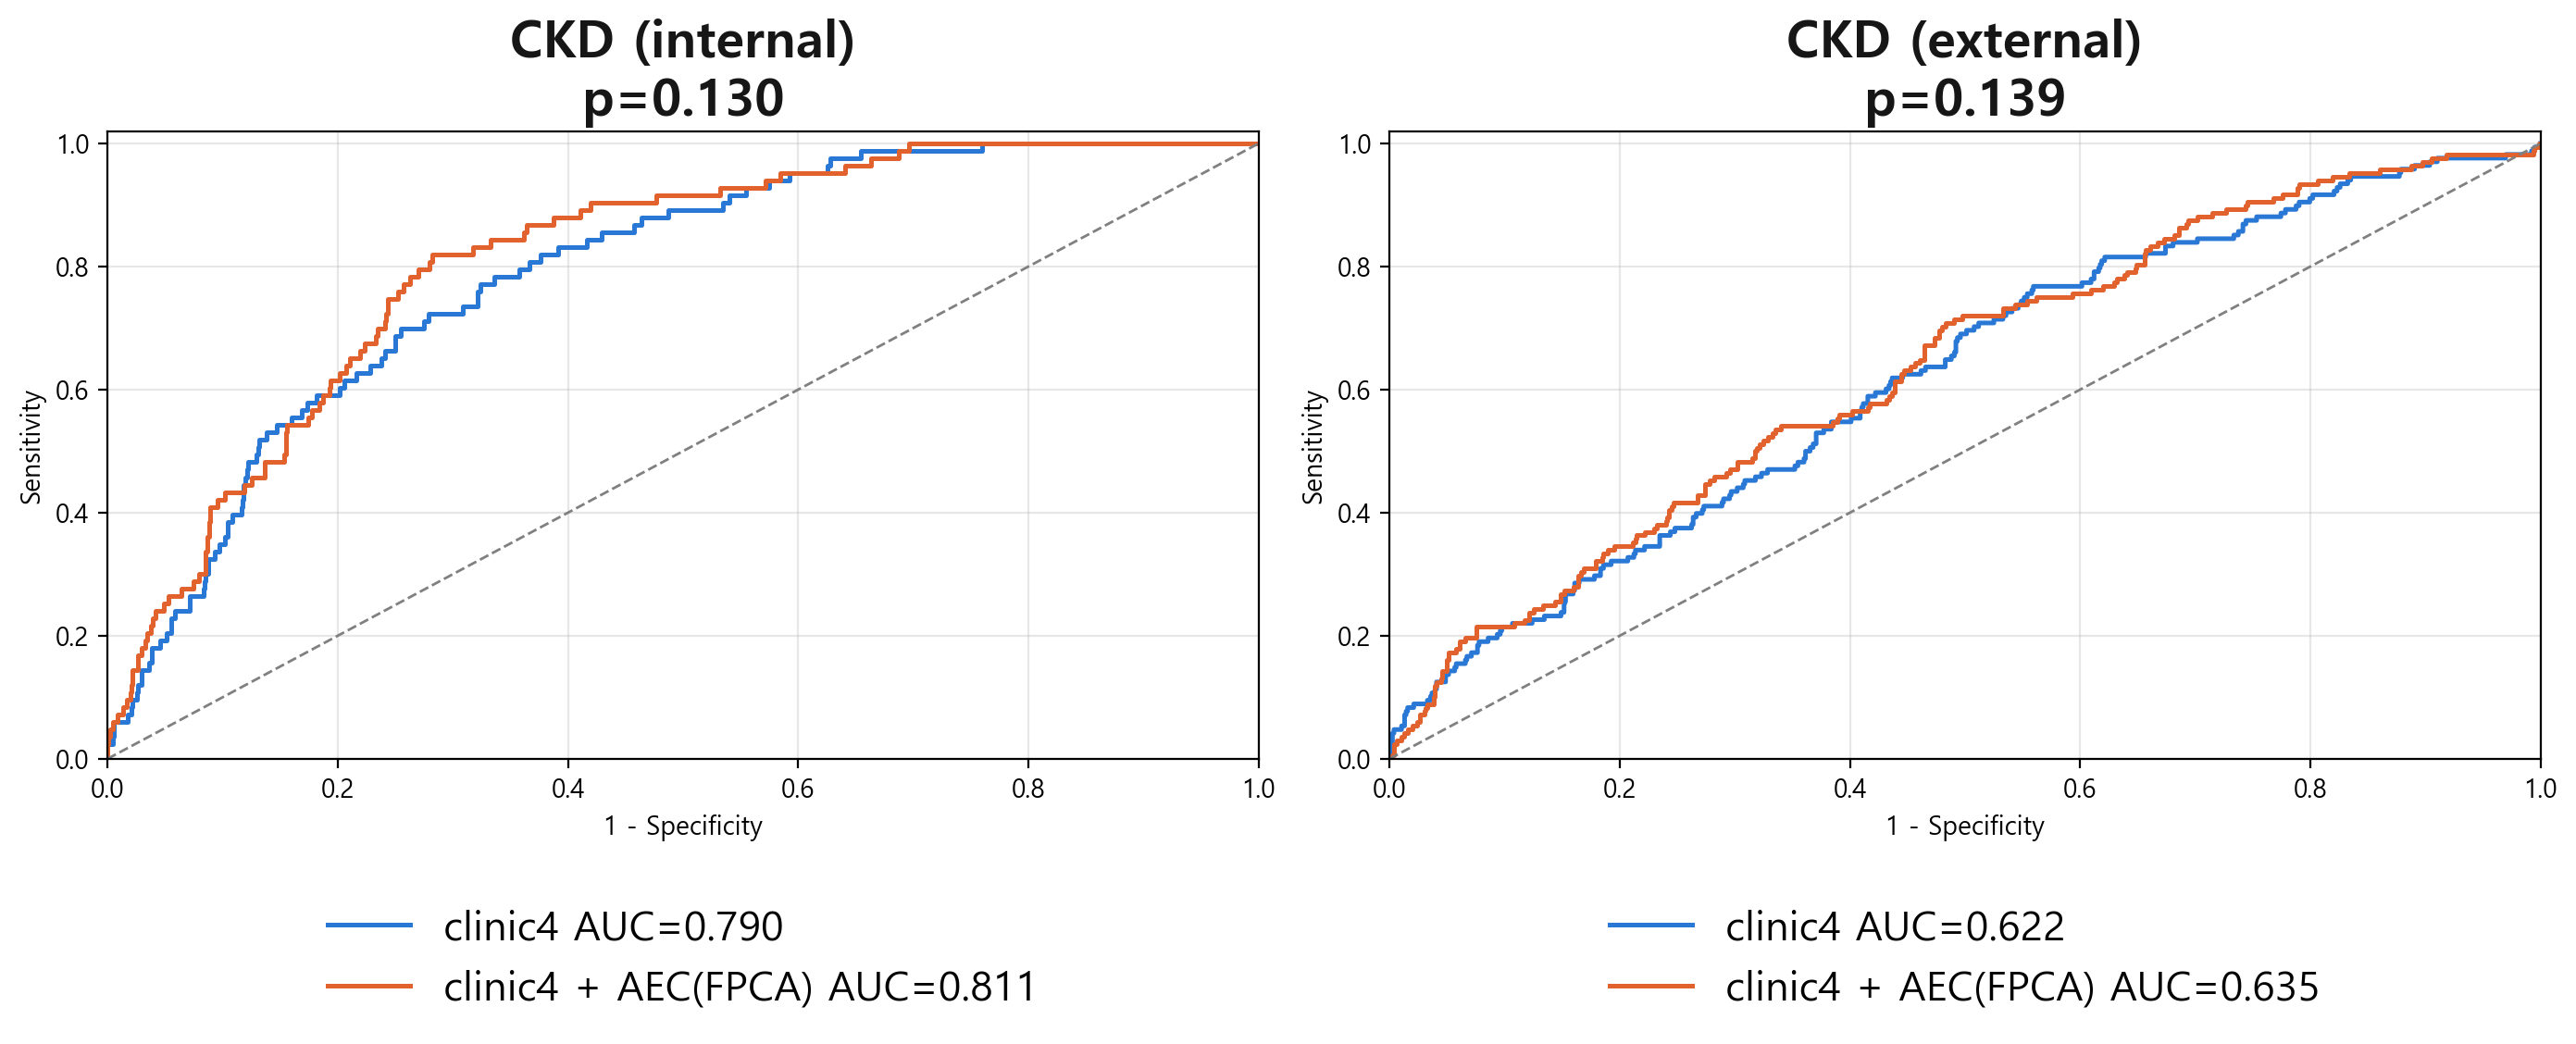 CKD (internal)
p=0.130
1.0
0.8
0.6
0.4
0.2
0.0
Sensitivity
0.0 0.2 0.4 0.6 0.8 1.0
1 - Specificity
clinic4 AUC=0.790
clinic4 + AEC(FPCA) AUC=0.811
CKD (external)
p=0.139
1.0
0.8
0.6
0.4
0.2
0.0
Sensitivity
0.0 0.2 0.4 0.6 0.8 1.0
1 - Specificity
clinic4 AUC=0.622
clinic4 + AEC(FPCA) AUC=0.635